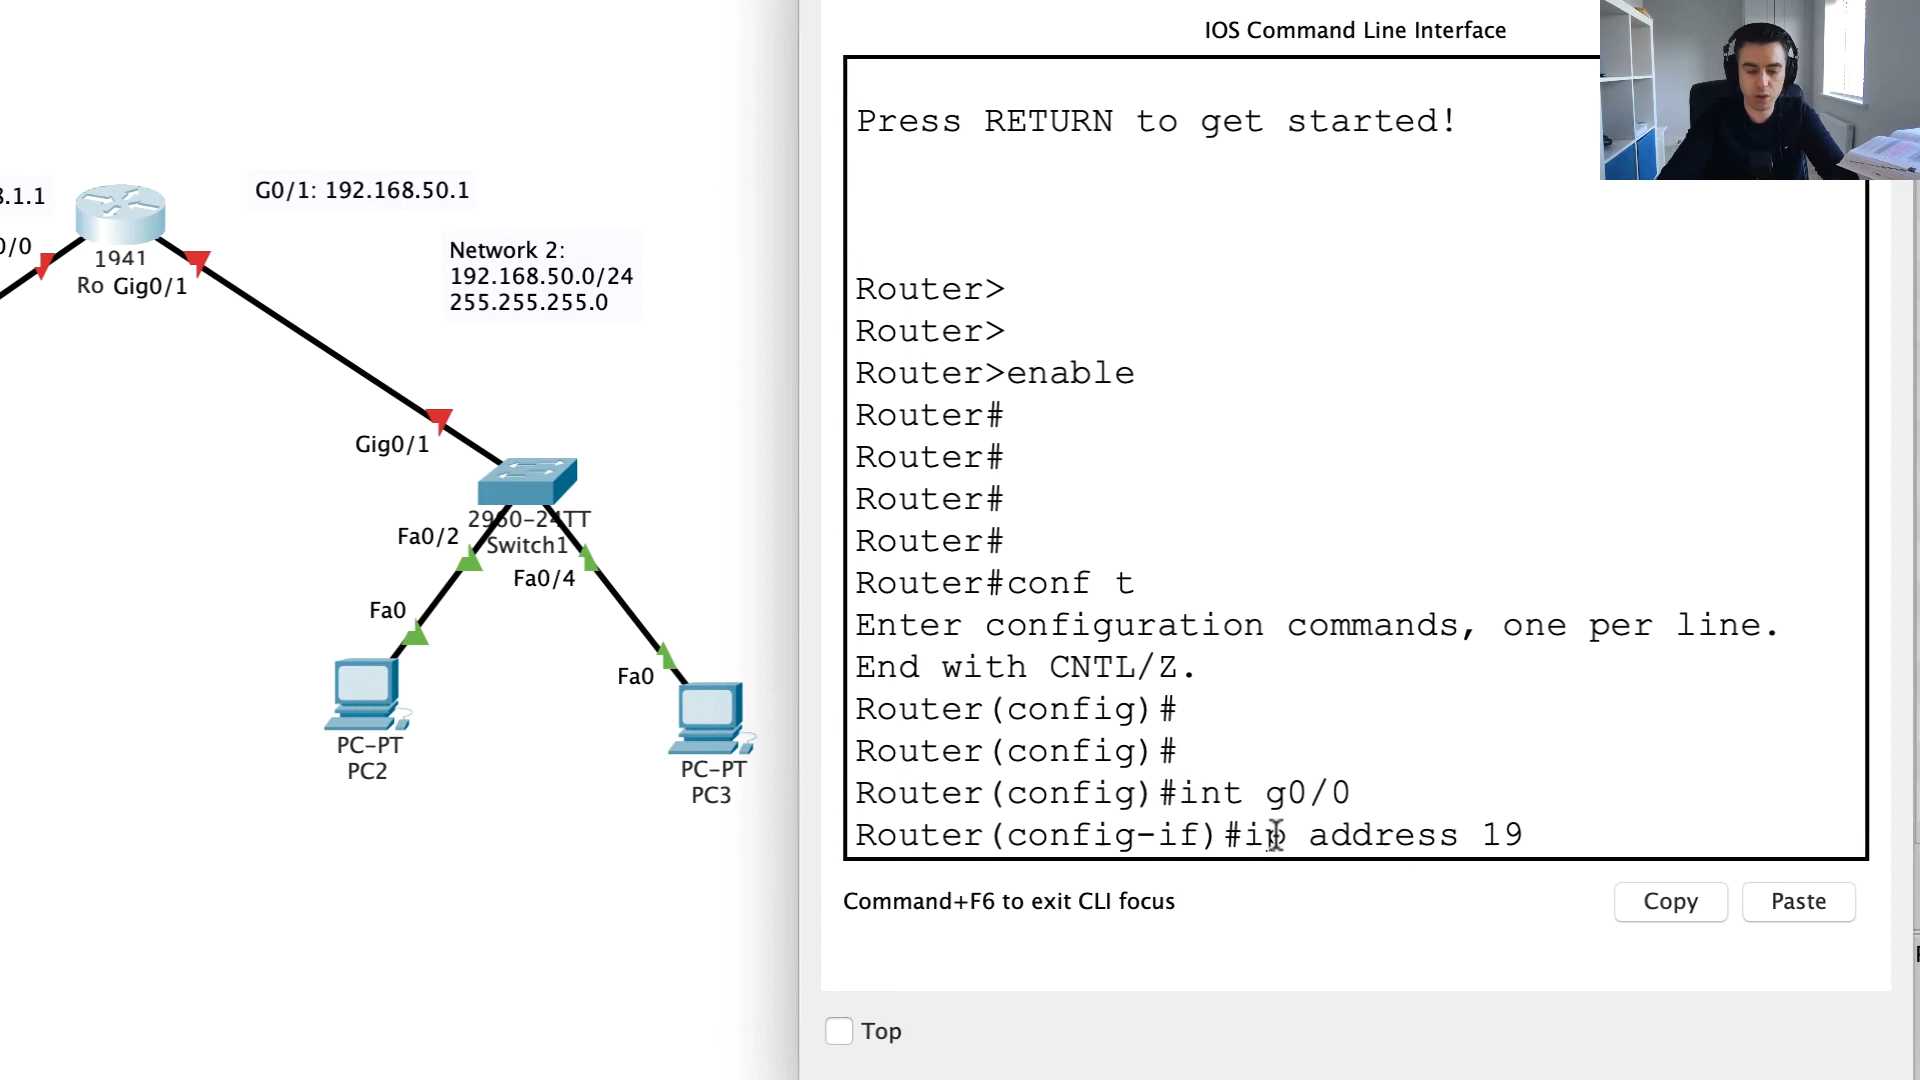 3.1.1
0/0
1941
Ro Gig0/1
G0/1: 192.168.50.1
Network 2:
192.168.50.0/24
255.255.255.0
Gig0/1
2960-24TT
Switch1
Fa0/2
Fa0/4
Fa0
Fa0
PC-PT
PC2
PC-PT
PC3
IOS Command Line Interface
Press RETURN to get started!
Router>
Router>
Router>enable
Router#
Router#
Router#
Router#
Router#conf t
Enter configuration commands, one per line.
End with CNTL/Z.
Router(config)#
Router(config)#
Router(config)#int g0/0
Router(config-if)#ip address 19
Command+F6 to exit CLI focus
Copy
Paste
Top